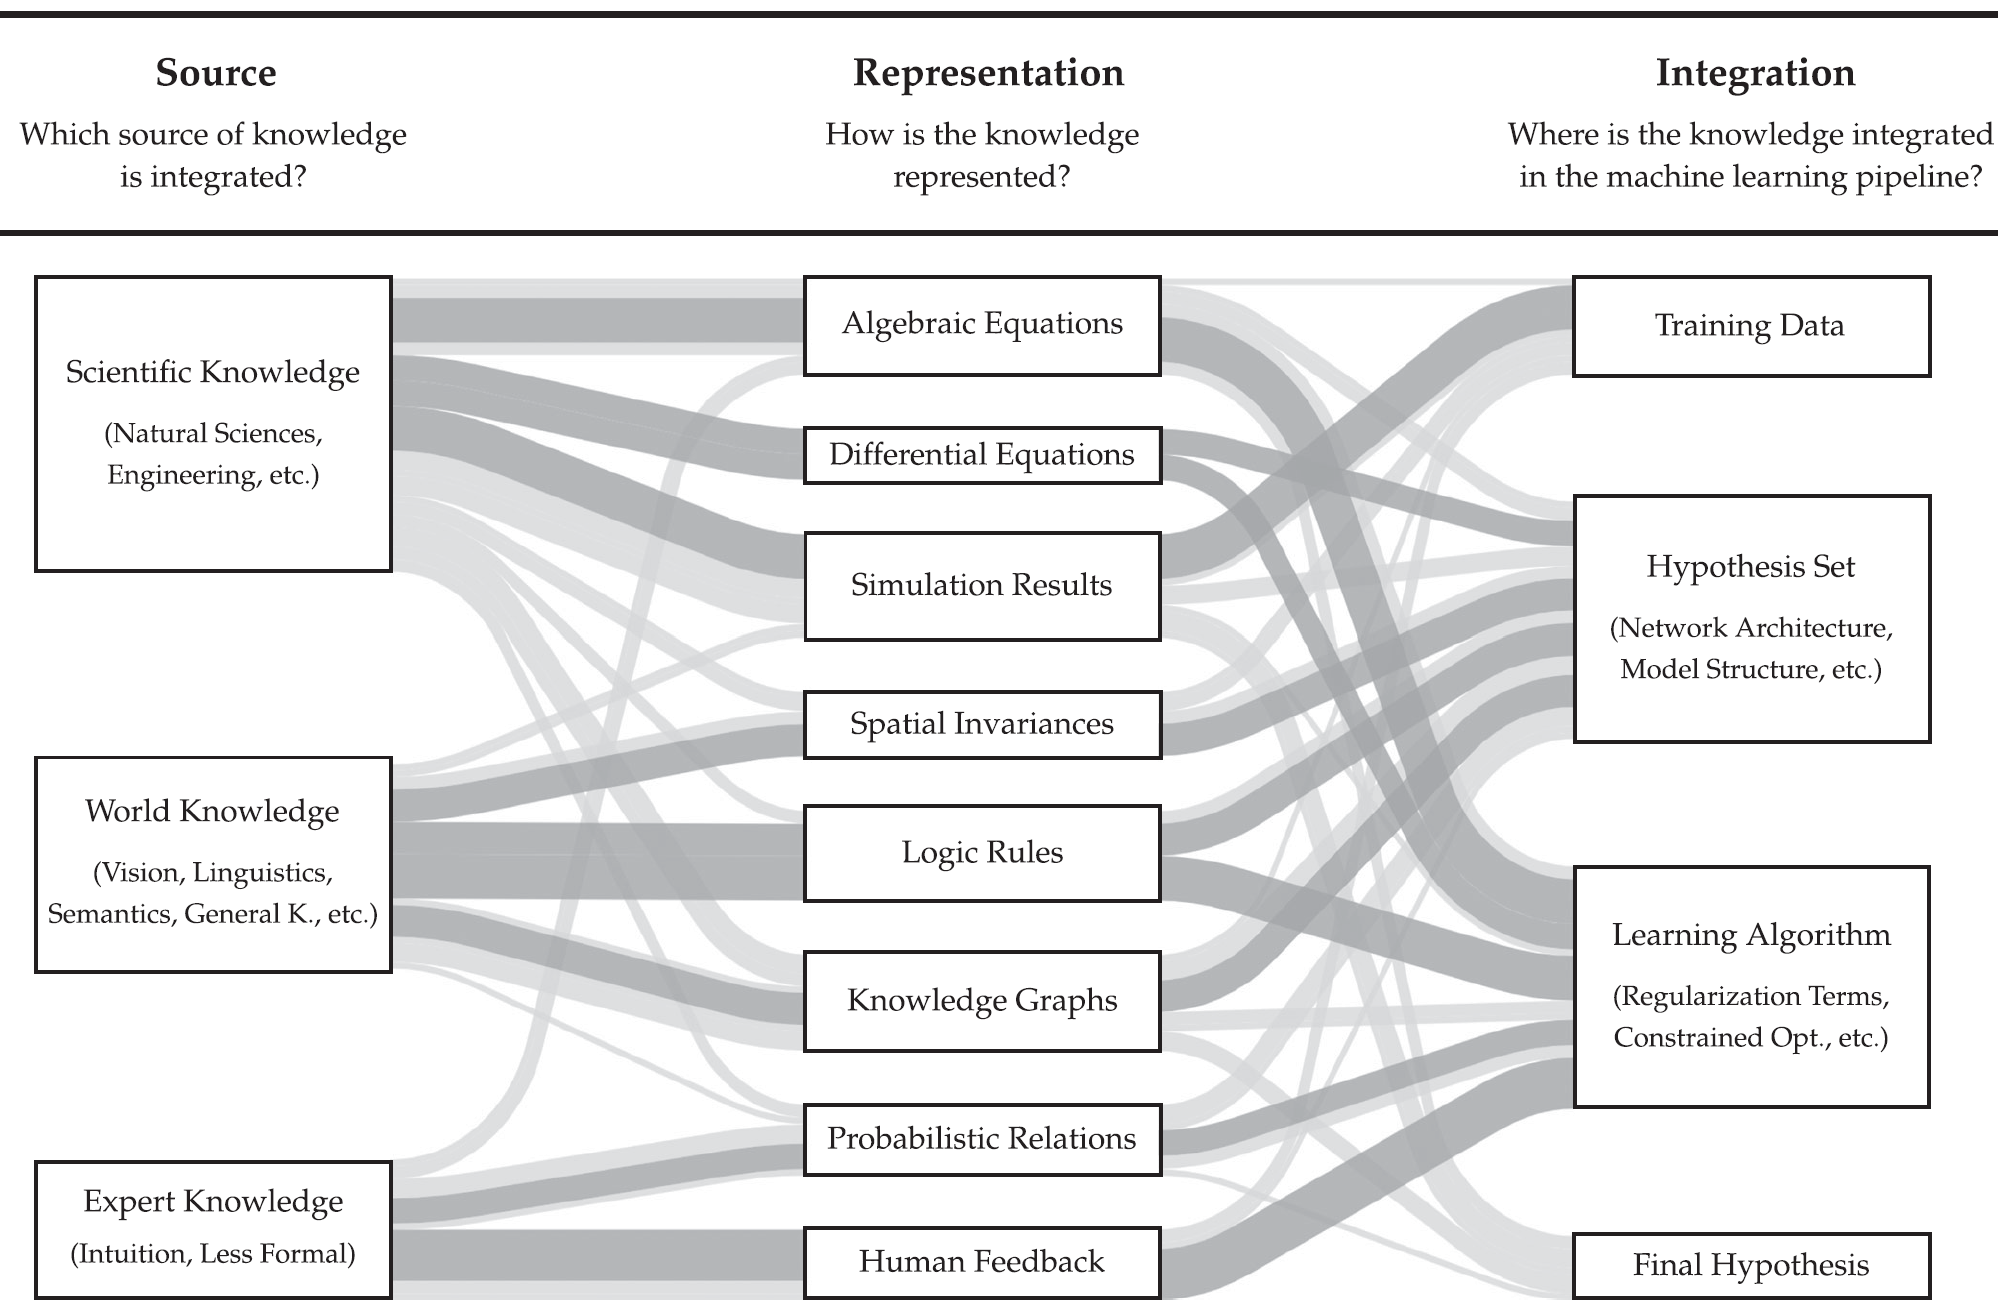 Source
Which source of knowledge
is integrated?
Representation
How is the knowledge
represented?
Integration
Where is the knowledge integrated
in the machine learning pipeline?
Scientific Knowledge
(Natural Sciences,
Engineering, etc.)
World Knowledge
(Vision, Linguistics,
Semantics, General K., etc.)
Expert Knowledge
(Intuition, Less Formal)
Algebraic Equations
Differential Equations
Simulation Results
Spatial Invariances
Logic Rules
Knowledge Graphs
Probabilistic Relations
Human Feedback
Training Data
Hypothesis Set
(Network Architecture,
Model Structure, etc.)
Learning Algorithm
(Regularization Terms,
Constrained Opt., etc.)
Final Hypothesis